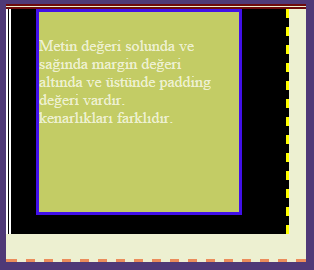 Metin değeri solunda ve
sağında margin değeri
altında ve üstünde padding
değeri vardır.
kenarlıkları farklıdır.